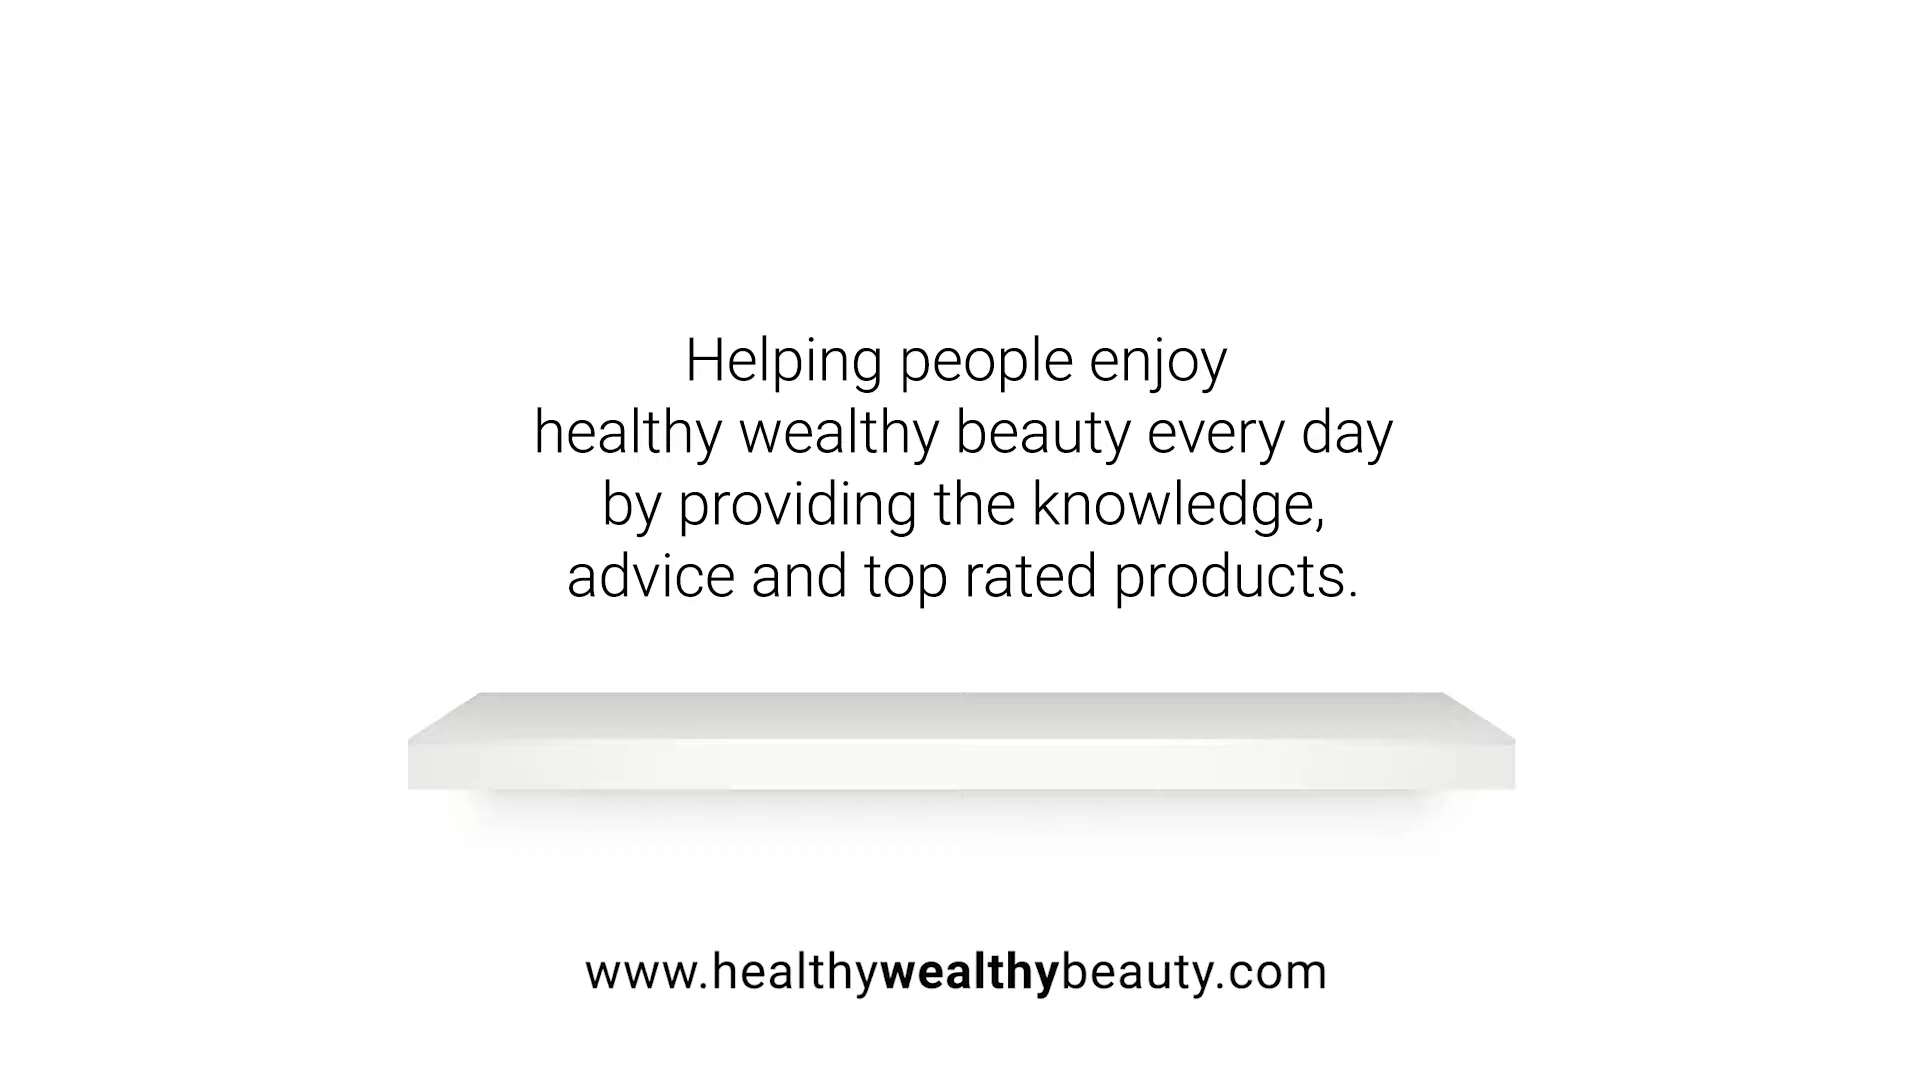 Helping people enjoy
healthy wealthy beauty every day
by providing the knowledge,
advice and top rated products.
www.healthywealthybeauty.com